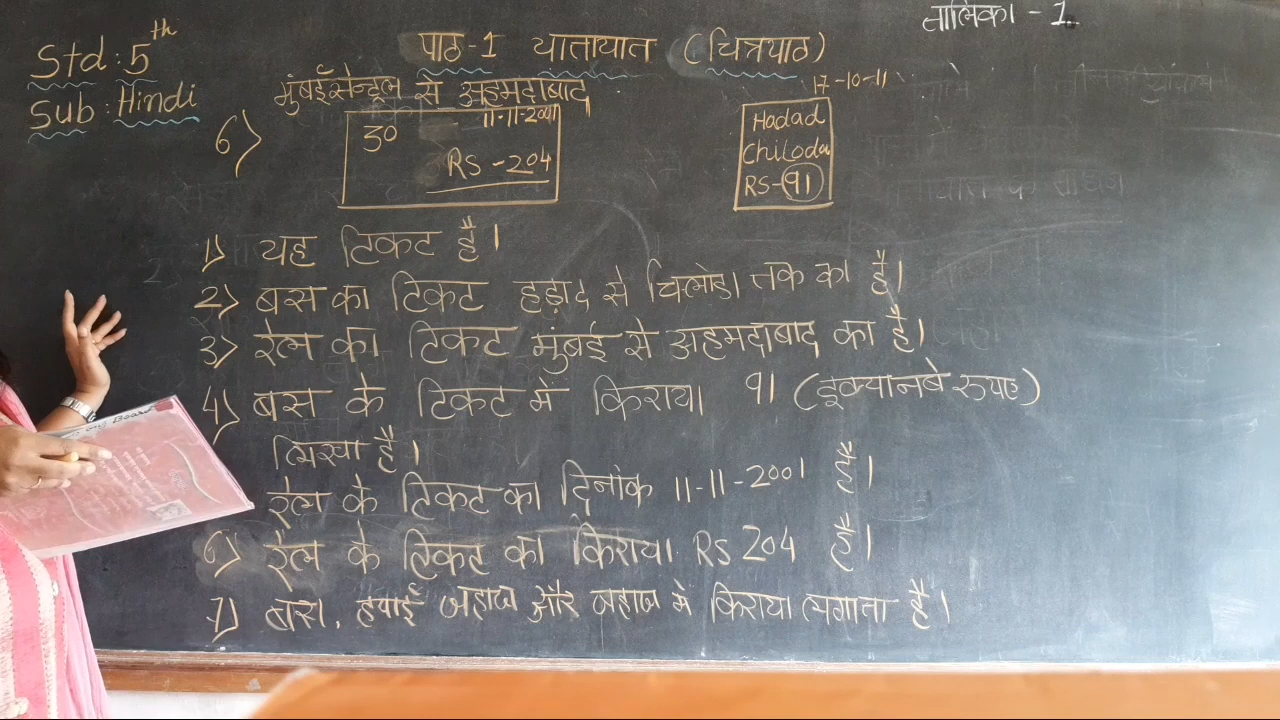 तालिका - 1
Std : 5th
पाठ-1 यातायात (चित्रपाठ)
Sub : Hindi
मुंबई सेन्ट्रल से अहमदाबाद
17-10-11
6)
30
11-11-2001
RS - 204
Hadad
Chiloda
RS-91
1) यह टिकट है।
2) बस का टिकट हड़ाद से चिलोड़ा तक का है।
3) रेल का टिकट मुंबई से अहमदाबाद का है।
4) बस के टिकट में किराया 91 (इक्यानबे रुपए)
लिखा है।
रेल के टिकट का दिनांक 11-11-2001 है।
6) रेल के टिकट का किराया RS 204 है।
7) बस, हवाई जहाज और जहाज में किराया लगाता है।